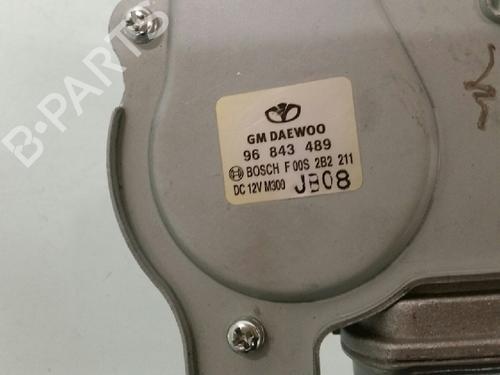 B-PARTS
GM DAEWOO
96 843 489
BOSCH F 00S 2B2 211
DC 12V M300 JB08